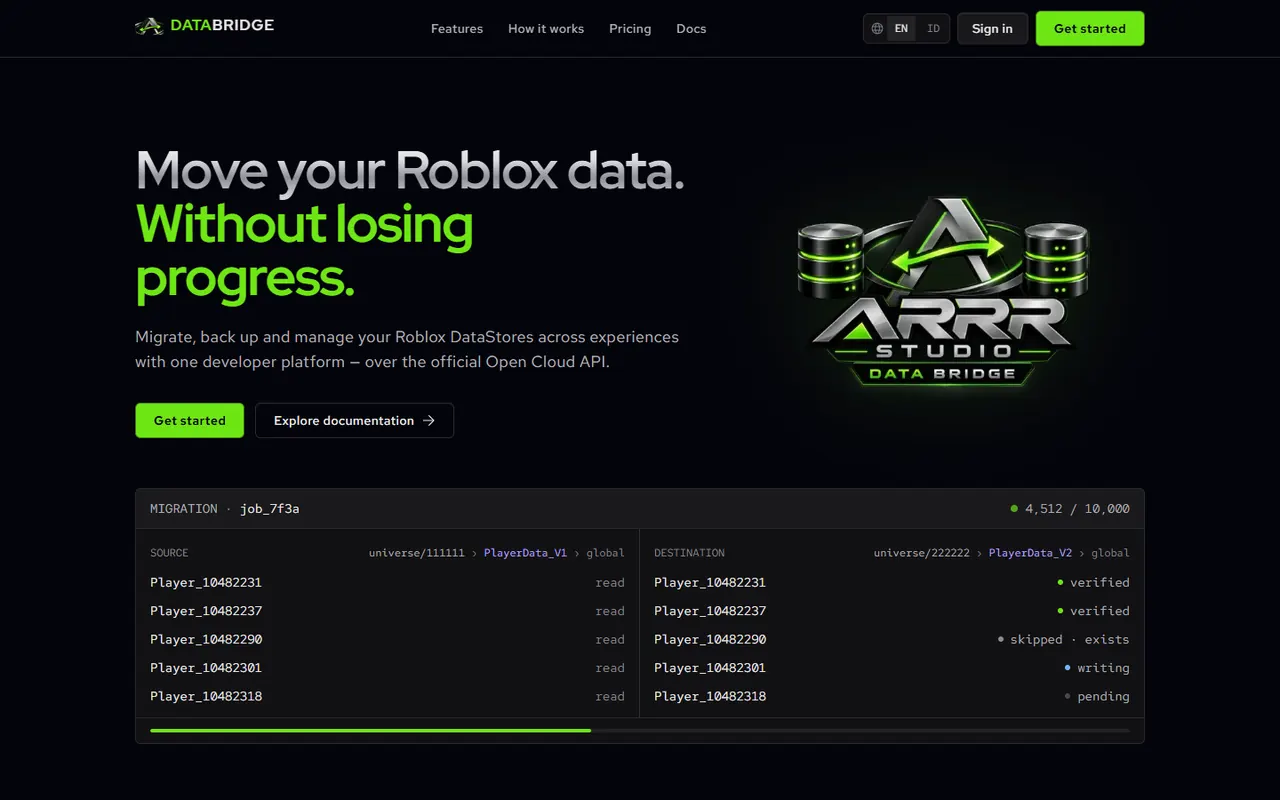 DATABRIDGE
Features
How it works
Pricing
Docs
EN
ID
Sign in
Get started
Move your Roblox data.
Without losing
progress.
Migrate, back up and manage your Roblox DataStores across experiences
with one developer platform — over the official Open Cloud API.
Get started
Explore documentation →
ARRR
STUDIO
DATA BRIDGE
MIGRATION · job_7f3a
4,512 / 10,000
SOURCE
universe/111111 › PlayerData_V1 › global
Player_10482231 read
Player_10482237 read
Player_10482290 read
Player_10482301 read
Player_10482318 read
DESTINATION
universe/222222 › PlayerData_V2 › global
Player_10482231 verified
Player_10482237 verified
Player_10482290 skipped · exists
Player_10482301 writing
Player_10482318 pending